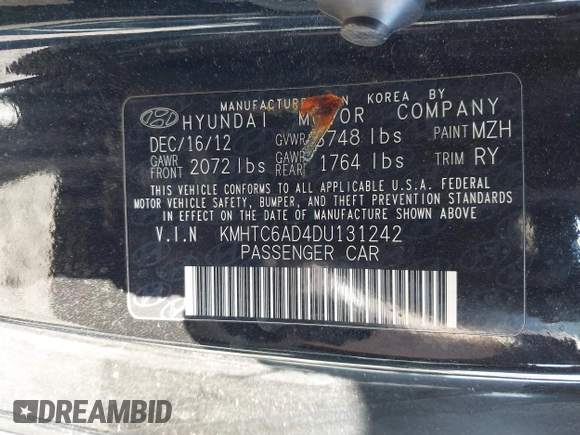 MANUFACTURED IN KOREA BY
HYUNDAI MOTOR COMPANY
DEC/16/12 GVWR 3748 lbs PAINT MZH
GAWR FRONT 2072 lbs GAWR REAR 1764 lbs TRIM RY
THIS VEHICLE CONFORMS TO ALL APPLICABLE U.S.A. FEDERAL
MOTOR VEHICLE SAFETY, BUMPER, AND THEFT PREVENTION STANDARDS
IN EFFECT ON THE DATE OF MANUFACTURE SHOWN ABOVE
V.I.N KMHTC6AD4DU131242
PASSENGER CAR
DREAMBID